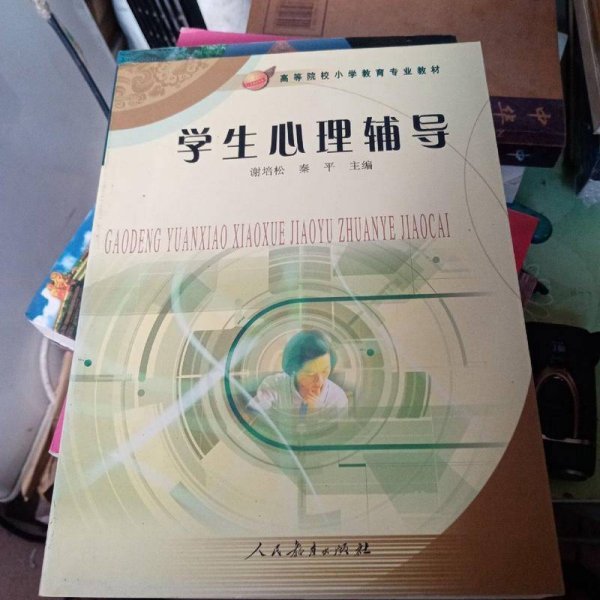 高等院校小学教育专业教材
学生心理辅导
谢培松 秦平 主编
GAODENG YUANXIAO XIAOXUE JIAOYU ZHUANYE JIAOCAI
人民教育出版社
中华